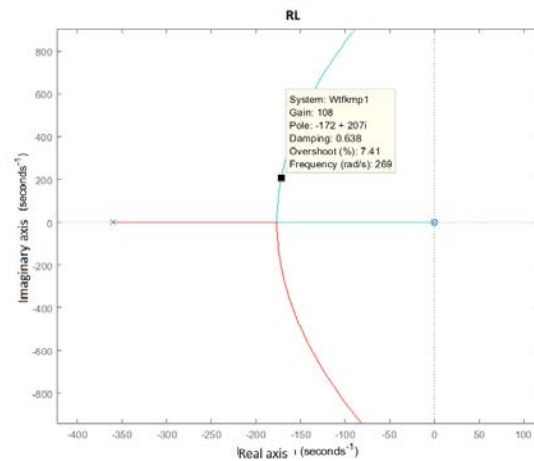 RL
System: Wtfkmp1
Gain: 108
Pole: -172 + 207i
Damping: 0.638
Overshoot (%): 7.41
Frequency (rad/s): 269
Imaginary axis (seconds⁻¹)
800
600
400
200
0
-200
-400
-600
-800
-400
-350
-300
-250
-200
-150
-100
-50
0
50
100
Real axis (seconds⁻¹)